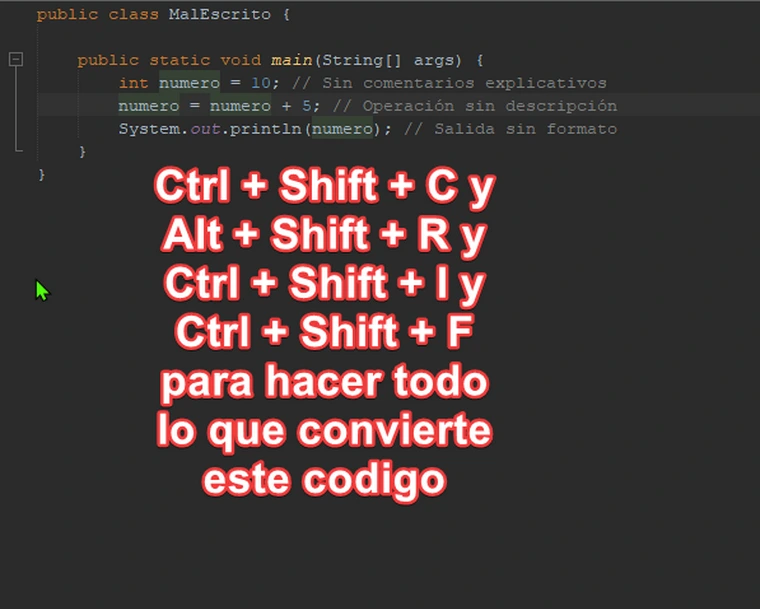 public class MalEscrito {
public static void main(String[] args) {
int numero = 10; // Sin comentarios explicativos
numero = numero + 5; // Operación sin descripción
System.out.println(numero); // Salida sin formato
}
}
Ctrl + Shift + C y
Alt + Shift + R y
Ctrl + Shift + I y
Ctrl + Shift + F
para hacer todo
lo que convierte
este codigo